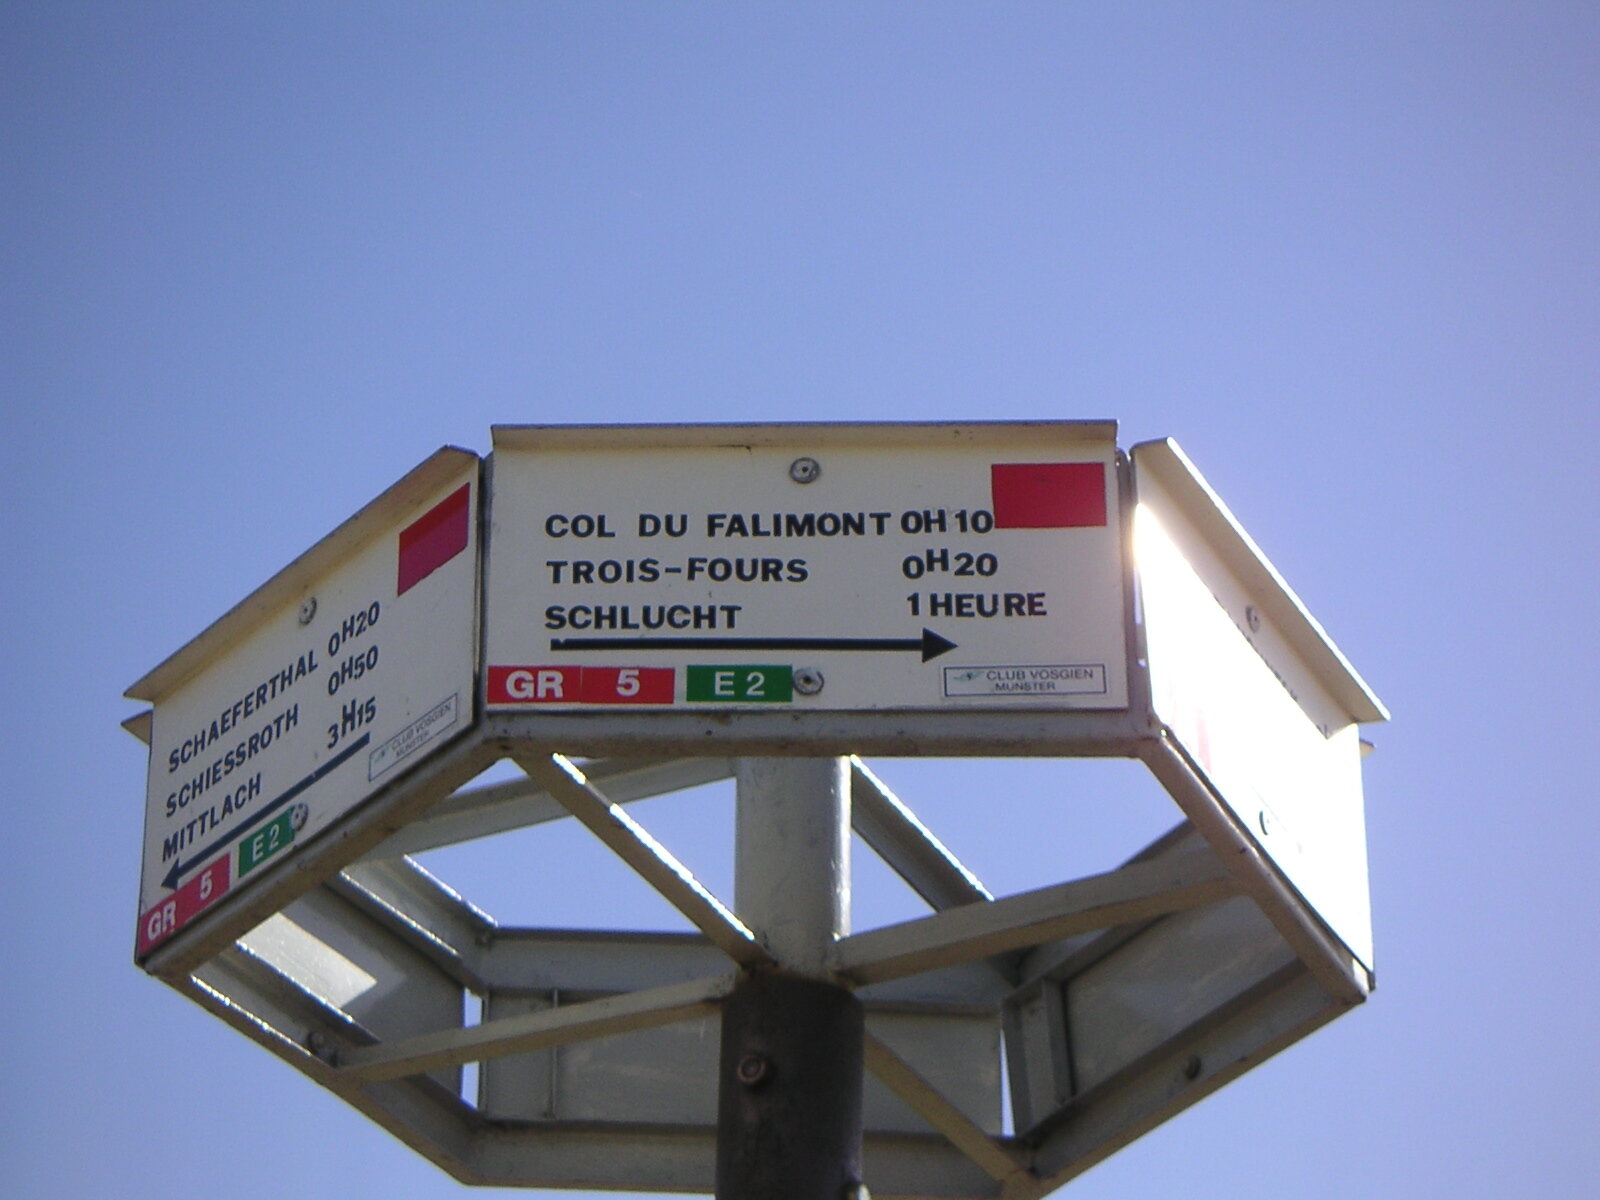 SCHAEFERTHAL 0H20
SCHIESSROTH 0H50
MITTLACH 3H15
CLUB VOSGIEN
MUNSTER
GR 5 E 2
COL DU FALIMONT 0H10
TROIS-FOURS 0H20
SCHLUCHT 1 HEURE
GR 5 E 2
CLUB VOSGIEN
MUNSTER